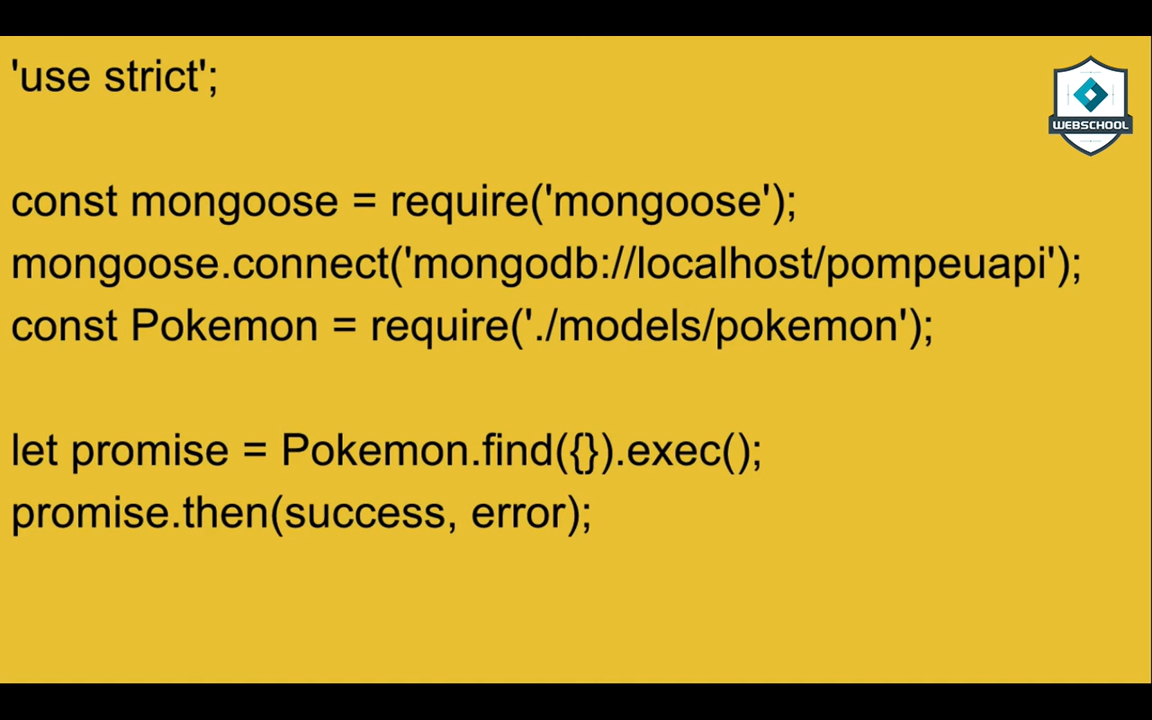 'use strict';
WEBSCHOOL
const mongoose = require('mongoose');
mongoose.connect('mongodb://localhost/pompeuapi');
const Pokemon = require('./models/pokemon');
let promise = Pokemon.find({}).exec();
promise.then(success, error);